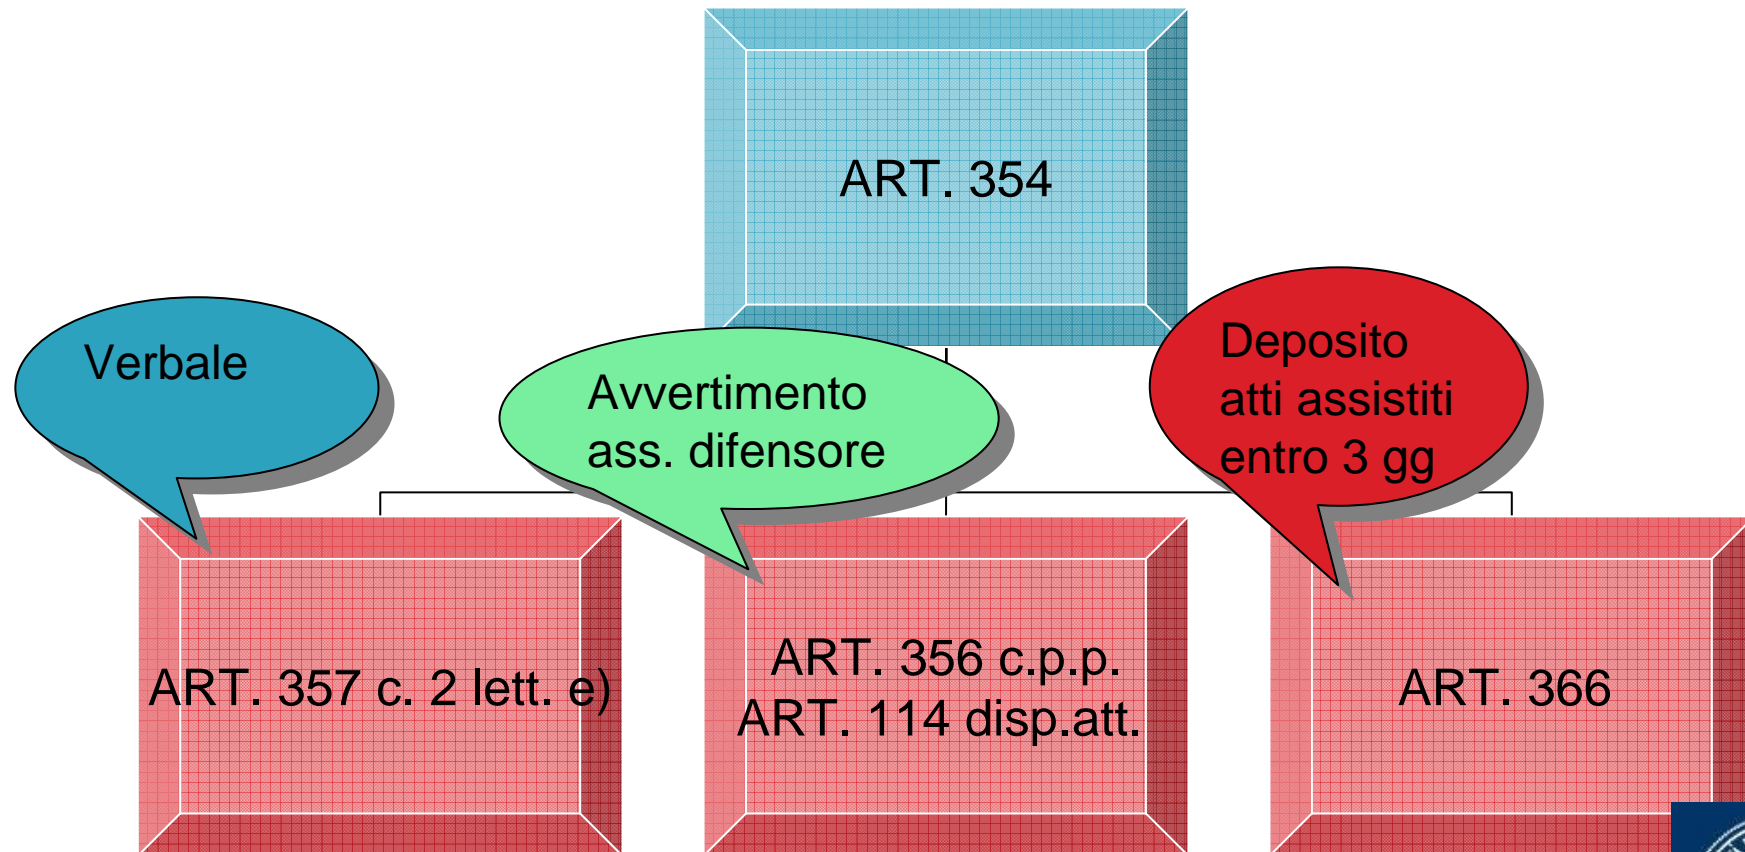 ART. 354
Verbale
Avvertimento
ass. difensore
Deposito
atti assistiti
entro 3 gg
ART. 357 c. 2 lett. e)
ART. 356 c.p.p.
ART. 114 disp.att.
ART. 366